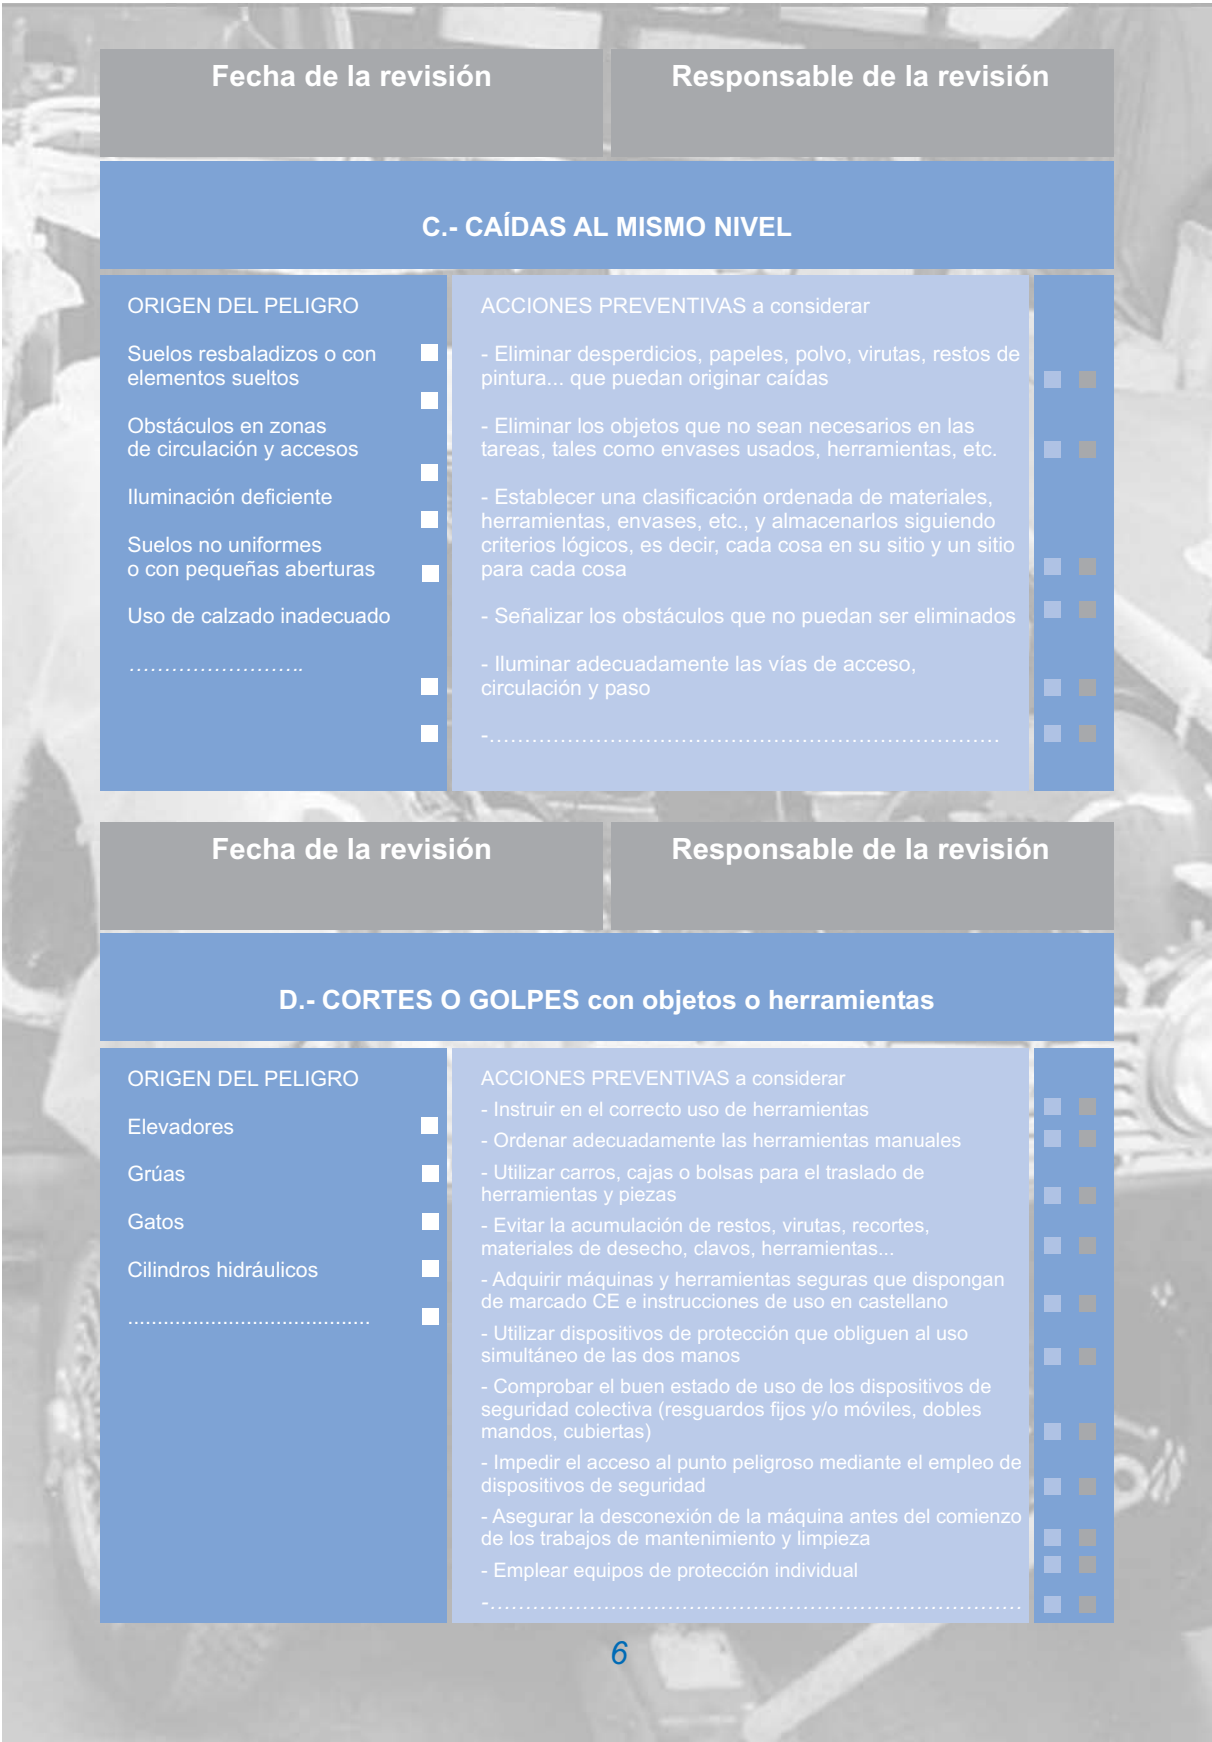 Fecha de la revisión
Responsable de la revisión
C.- CAÍDAS AL MISMO NIVEL
ORIGEN DEL PELIGRO
Suelos resbaladizos o con
elementos sueltos
Obstáculos en zonas
de circulación y accesos
Iluminación deficiente
Suelos no uniformes
o con pequeñas aberturas
Uso de calzado inadecuado
……………………..
ACCIONES PREVENTIVAS a considerar
- Eliminar desperdicios, papeles, polvo, virutas, restos de
pintura... que puedan originar caídas
- Eliminar los objetos que no sean necesarios en las
tareas, tales como envases usados, herramientas, etc.
- Establecer una clasificación ordenada de materiales,
herramientas, envases, etc., y almacenarlos siguiendo
criterios lógicos, es decir, cada cosa en su sitio y un sitio
para cada cosa
- Señalizar los obstáculos que no puedan ser eliminados
- Iluminar adecuadamente las vías de acceso,
circulación y paso
-………………………………………………………………
Fecha de la revisión
Responsable de la revisión
D.- CORTES O GOLPES con objetos o herramientas
ORIGEN DEL PELIGRO
Elevadores
Grúas
Gatos
Cilindros hidráulicos
.........................................
ACCIONES PREVENTIVAS a considerar
- Instruir en el correcto uso de herramientas
- Ordenar adecuadamente las herramientas manuales
- Utilizar carros, cajas o bolsas para el traslado de
herramientas y piezas
- Evitar la acumulación de restos, virutas, recortes,
materiales de desecho, clavos, herramientas...
- Adquirir máquinas y herramientas seguras que dispongan
de marcado CE e instrucciones de uso en castellano
- Utilizar dispositivos de protección que obliguen al uso
simultáneo de las dos manos
- Comprobar el buen estado de uso de los dispositivos de
seguridad colectiva (resguardos fijos y/o móviles, dobles
mandos, cubiertas)
- Impedir el acceso al punto peligroso mediante el empleo de
dispositivos de seguridad
- Asegurar la desconexión de la máquina antes del comienzo
de los trabajos de mantenimiento y limpieza
- Emplear equipos de protección individual
-…………………………………………………………………
6